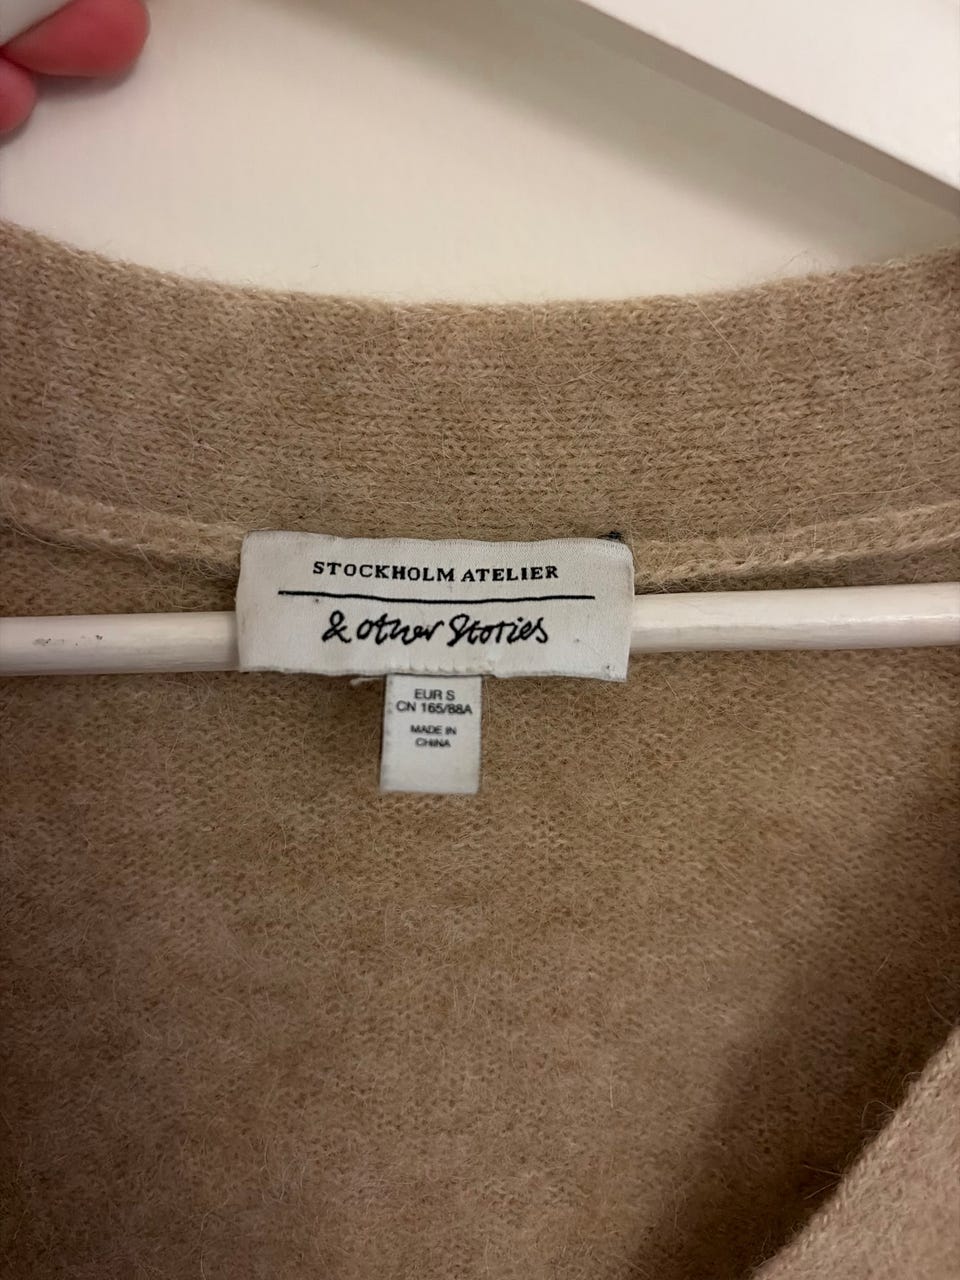 STOCKHOLM ATELIER
& other Stories
EUR S
CN 165/88A
MADE IN
CHINA